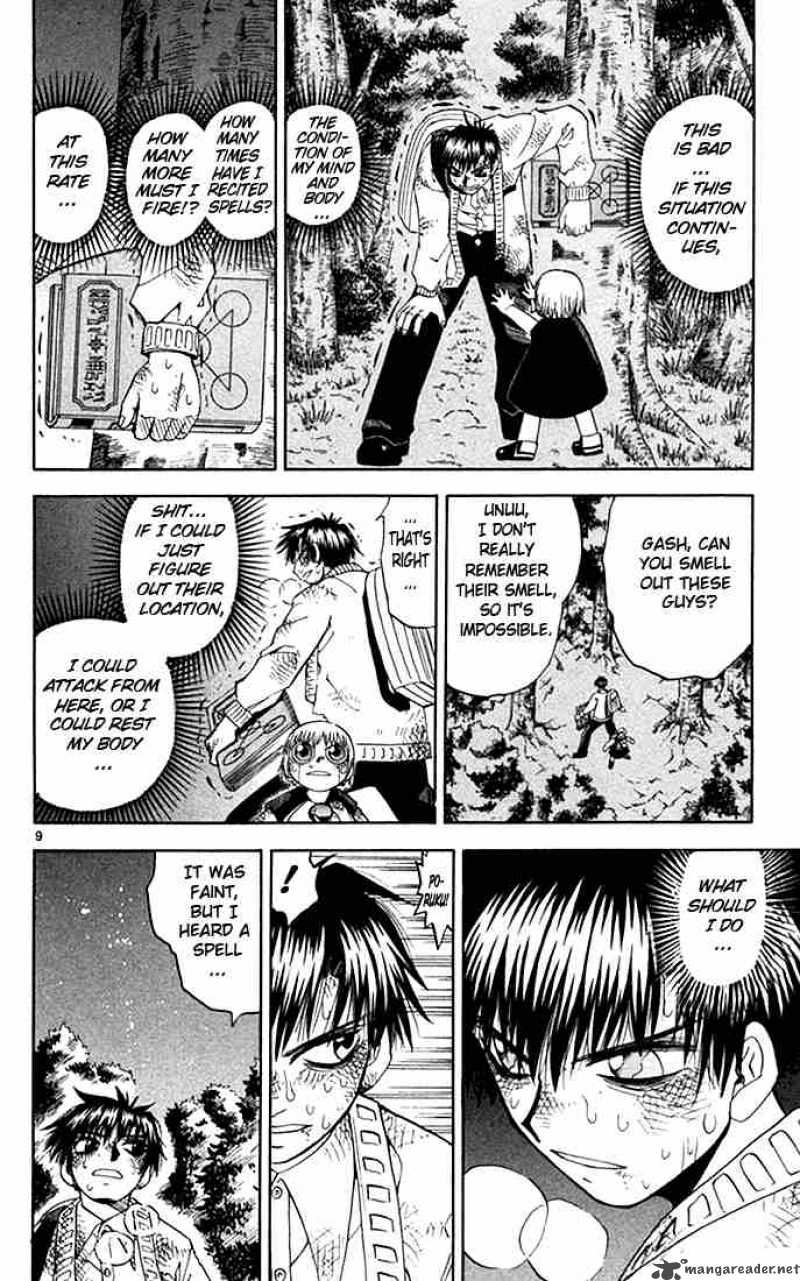 THIS
IS BAD
...
IF THIS
SITUATION
CONTIN-
UES,
THE
CONDI-
TION OF
MY MIND
AND
BODY
...
HOW
MANY
TIMES
HAVE I
RECITED
SPELLS?
HOW
MANY
MORE
MUST I
FIRE!?
AT
THIS
RATE
...
GASH, CAN
YOU SMELL
OUT THESE
GUYS?
UNUU,
I DON'T
REALLY
REMEMBER
THEIR SMELL,
SO IT'S
IMPOSSIBLE.
...
THAT'S
RIGHT
...
SHIT...
IF I COULD
JUST
FIGURE
OUT THEIR
LOCATION,
I COULD
ATTACK FROM
HERE, OR I
COULD REST
MY BODY
...
9
WHAT
SHOULD
I DO
...
PO-
RUKU!
!
IT WAS
FAINT,
BUT I
HEARD A
SPELL
...
mangareader.net